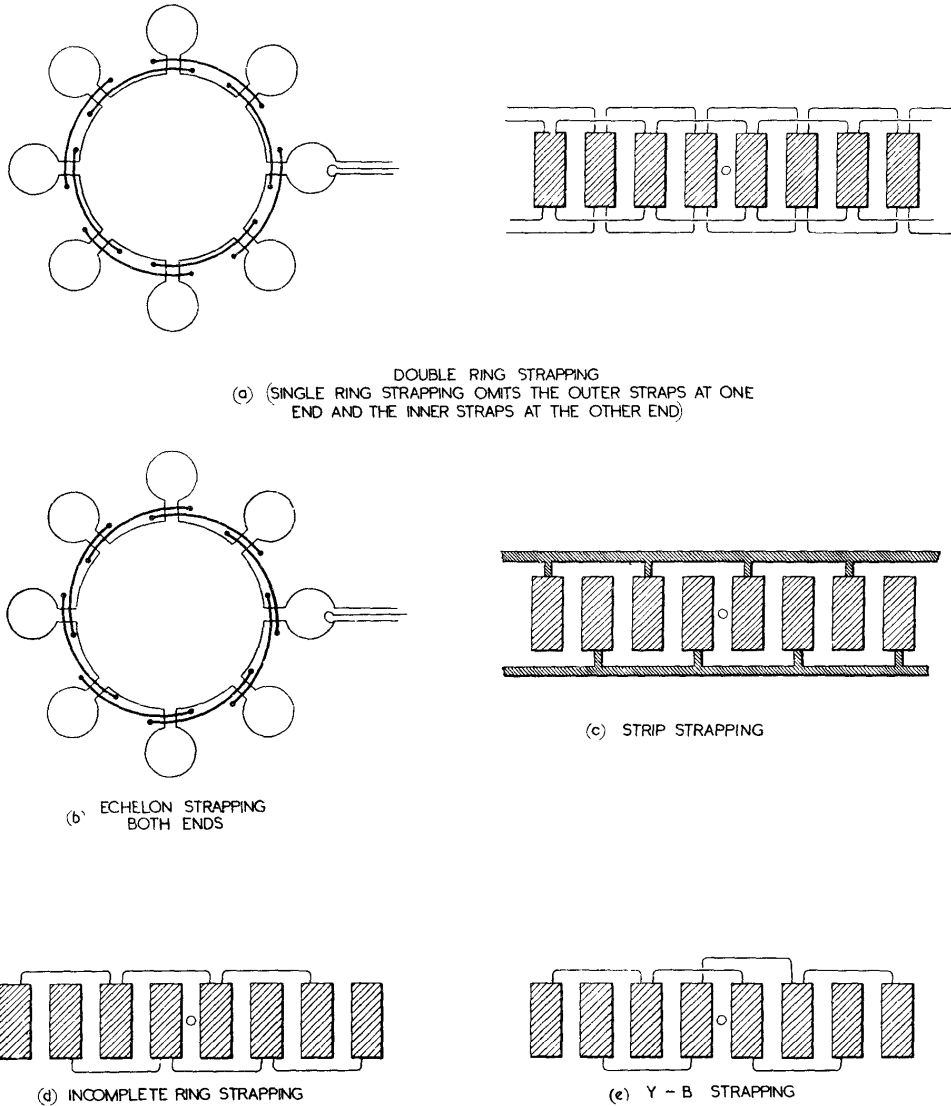 DOUBLE RING STRAPPING
(a) (SINGLE RING STRAPPING OMITS THE OUTER STRAPS AT ONE
END AND THE INNER STRAPS AT THE OTHER END)
(b) ECHELON STRAPPING
BOTH ENDS
(c) STRIP STRAPPING
(d) INCOMPLETE RING STRAPPING
(e) Y - B STRAPPING